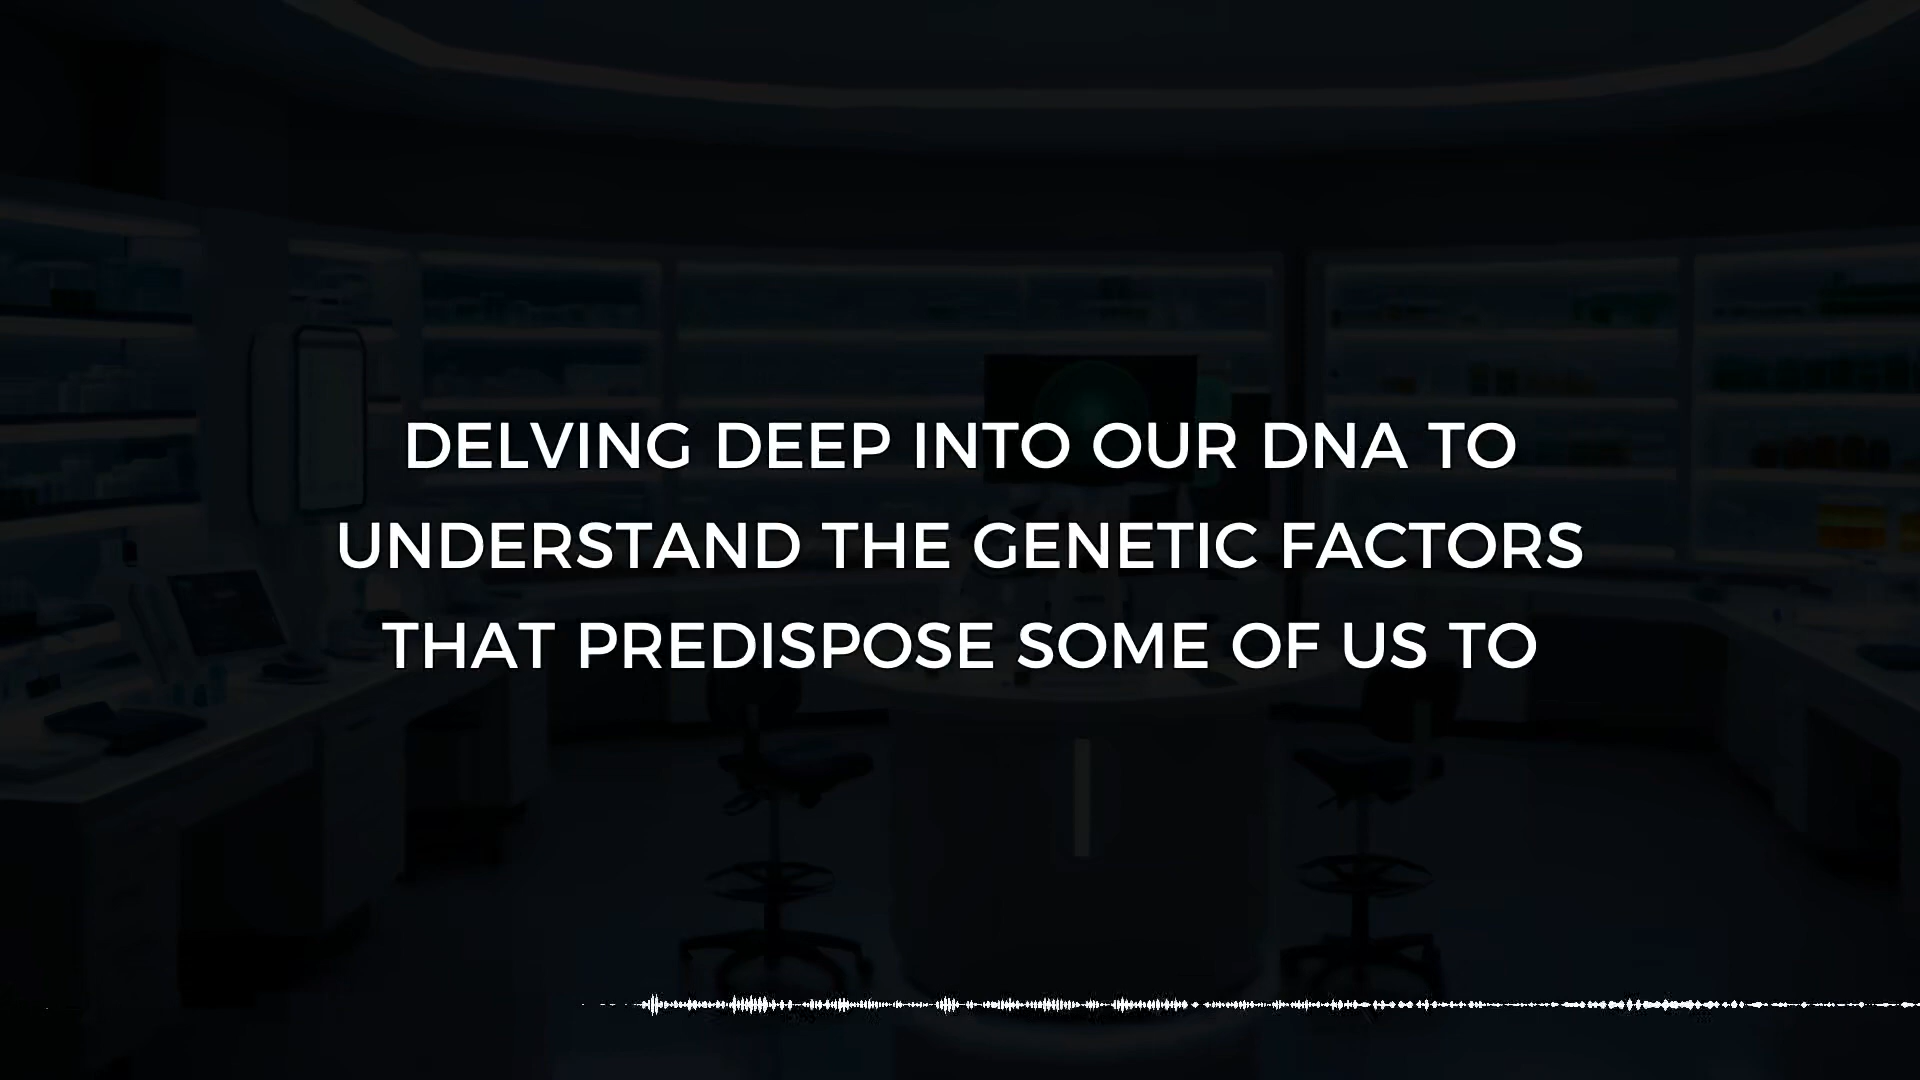 DELVING DEEP INTO OUR DNA TO
UNDERSTAND THE GENETIC FACTORS
THAT PREDISPOSE SOME OF US TO